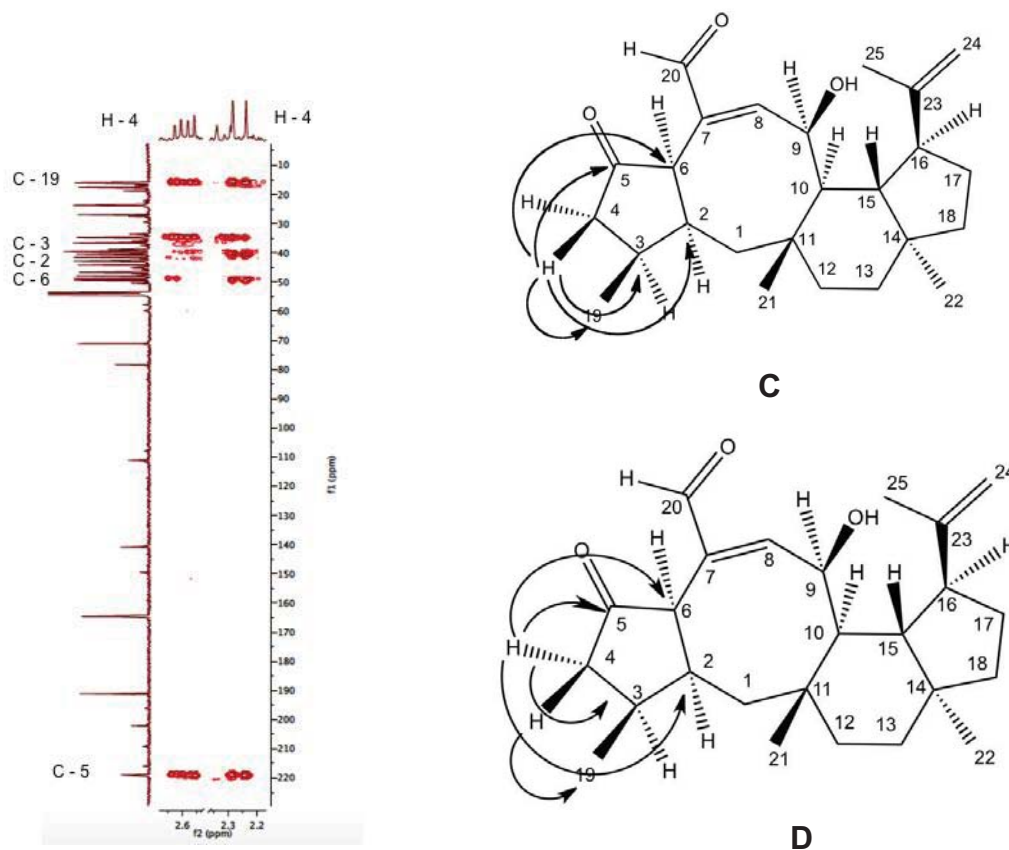 H - 4
H - 4
C - 19
C - 3
C - 2
C - 6
C - 5
10
20
30
40
50
60
70
80
90
100
110
120
130
140
150
160
170
180
190
200
210
220
f1 (ppm)
2.6
2.3
2.2
f2 (ppm)
O
H
20
25
24
H
OH
23
H
H
O
7
8
9
H
H
16
5
6
10
15
17
H
4
2
1
11
14
18
3
12
13
H
H
19
H
21
22
C
O
H
20
25
24
H
OH
23
O
H
H
7
8
9
H
H
16
5
6
10
15
17
H
4
2
1
11
14
18
3
12
13
H
H
21
22
19
H
D